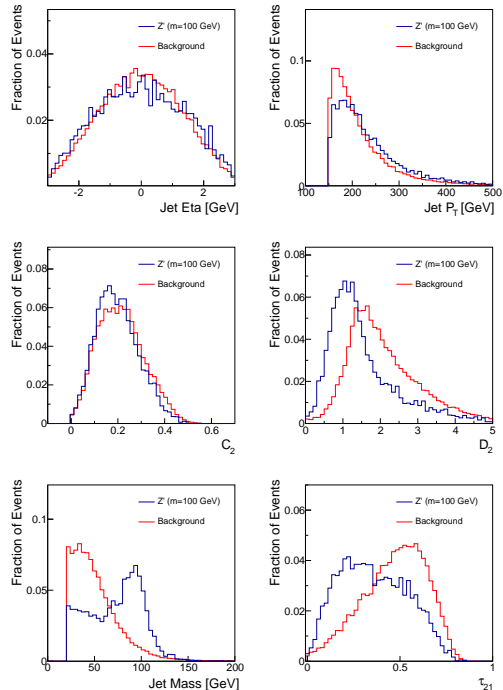 Fraction of Events
0.04
0.02
Z' (m=100 GeV)
Background
-2 0 2
Jet Eta [GeV]
Fraction of Events
0.1
0.05
0
Z' (m=100 GeV)
Background
100 200 300 400 500
Jet P_T [GeV]
Fraction of Events
0.08
0.06
0.04
0.02
0
Z' (m=100 GeV)
Background
0 0.2 0.4 0.6
C_2
Fraction of Events
0.08
0.06
0.04
0.02
0
Z' (m=100 GeV)
Background
0 1 2 3 4 5
D_2
Fraction of Events
0.1
0.05
0
Z' (m=100 GeV)
Background
0 50 100 150 200
Jet Mass [GeV]
Fraction of Events
0.06
0.04
0.02
0
Z' (m=100 GeV)
Background
0 0.5 1
τ_21